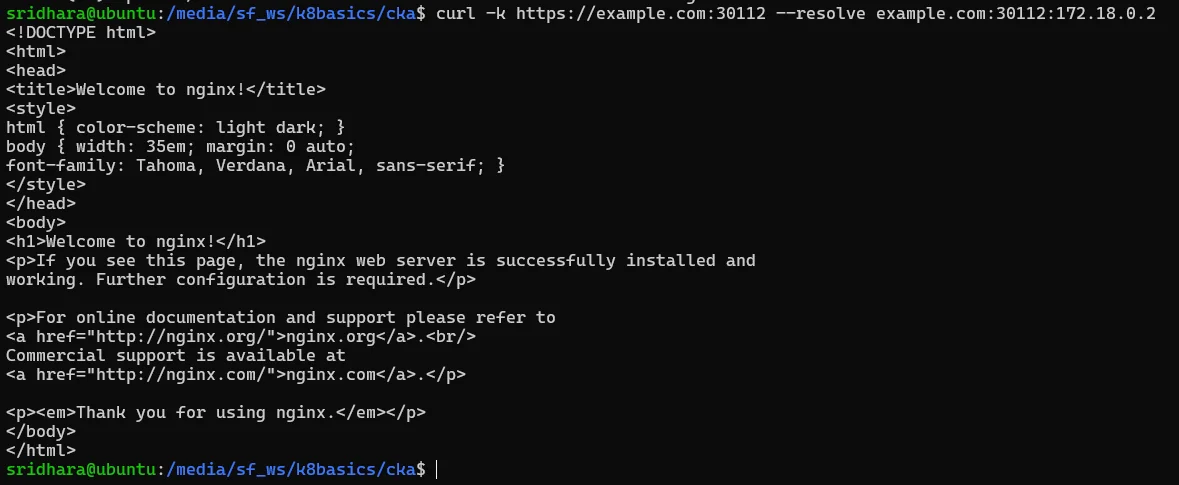 sridhara@ubuntu:/media/sf_ws/k8basics/cka$ curl -k https://example.com:30112 --resolve example.com:30112:172.18.0.2
<!DOCTYPE html>
<html>
<head>
<title>Welcome to nginx!</title>
<style>
html { color-scheme: light dark; }
body { width: 35em; margin: 0 auto;
font-family: Tahoma, Verdana, Arial, sans-serif; }
</style>
</head>
<body>
<h1>Welcome to nginx!</h1>
<p>If you see this page, the nginx web server is successfully installed and
working. Further configuration is required.</p>

<p>For online documentation and support please refer to
<a href="http://nginx.org/">nginx.org</a>.<br/>
Commercial support is available at
<a href="http://nginx.com/">nginx.com</a>.</p>

<p><em>Thank you for using nginx.</em></p>
</body>
</html>
sridhara@ubuntu:/media/sf_ws/k8basics/cka$